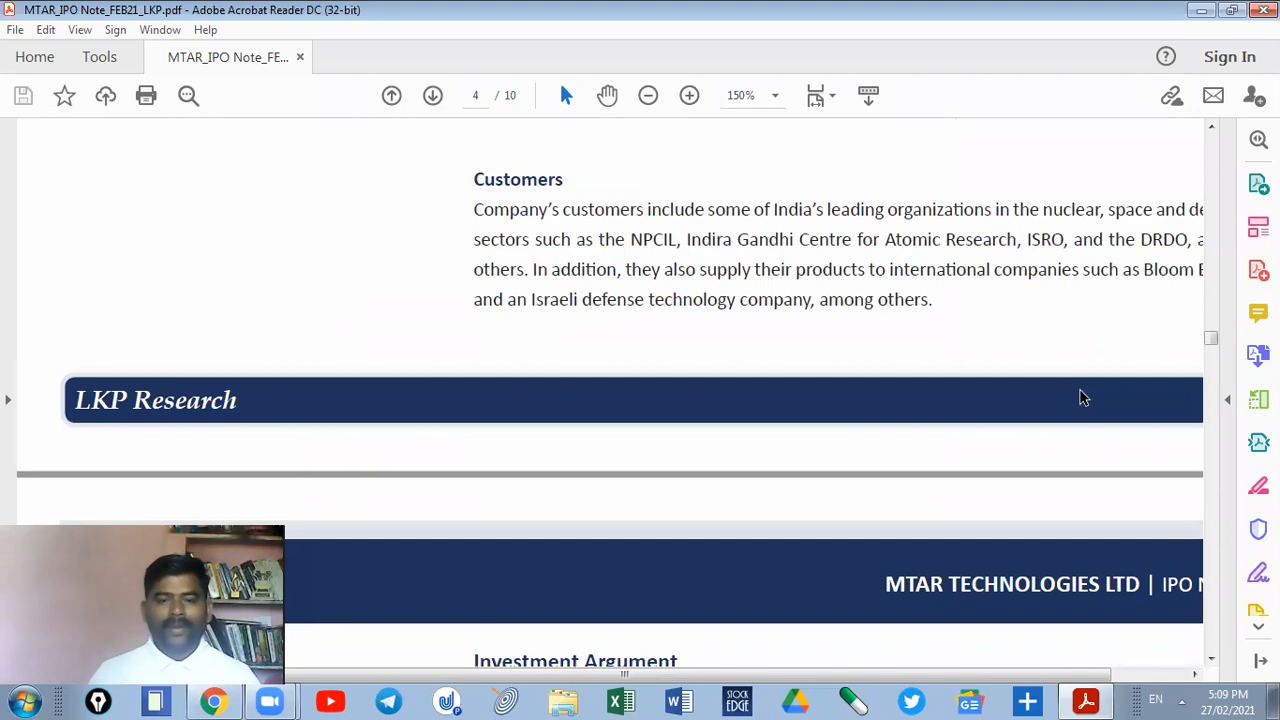 MTAR_IPO Note_FEB21_LKP.pdf - Adobe Acrobat Reader DC (32-bit)
File Edit View Sign Window Help
Home Tools MTAR_IPO Note_FE... × ? Sign In
4 / 10 150%
Customers
Company's customers include some of India's leading organizations in the nuclear, space and de
sectors such as the NPCIL, Indira Gandhi Centre for Atomic Research, ISRO, and the DRDO, a
others. In addition, they also supply their products to international companies such as Bloom E
and an Israeli defense technology company, among others.
LKP Research
MTAR TECHNOLOGIES LTD | IPO N
Investment Argument
STOCK
EDGE
EN
5:09 PM
27/02/2021